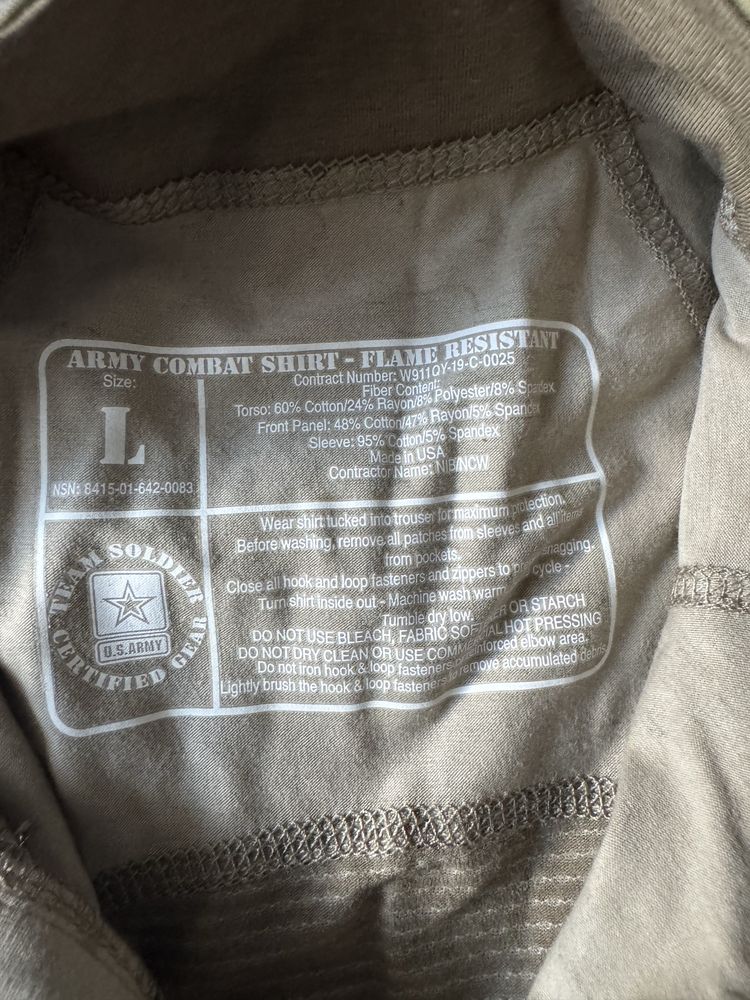 ARMY COMBAT SHIRT - FLAME RESISTANT
Size:
L
NSN: 8415-01-642-0083
Contract Number: W911QY-19-C-0025
Fiber Content:
Torso: 60% Cotton/24% Rayon/8% Polyester/8% Spandex
Front Panel: 48% Cotton/47% Rayon/5% Spandex
Sleeve: 95% Cotton/5% Spandex
Made in USA
Contractor Name: NIB/NCW
TEAM SOLDIER
U.S.ARMY
CERTIFIED GEAR
Wear shirt tucked into trouser for maximum protection.
Before washing, remove all patches from sleeves and all items
from pockets.
Close all hook and loop fasteners and zippers to snagging.
Turn shirt inside out - Machine wash warm cycle -
Tumble dry low.
DO NOT USE BLEACH, FABRIC OR STARCH
DO NOT DRY CLEAN OR USE HOT PRESSING
Do not iron hook & loop fasteners elbow area.
Lightly brush the hook & loop fasteners to remove accumulated debris